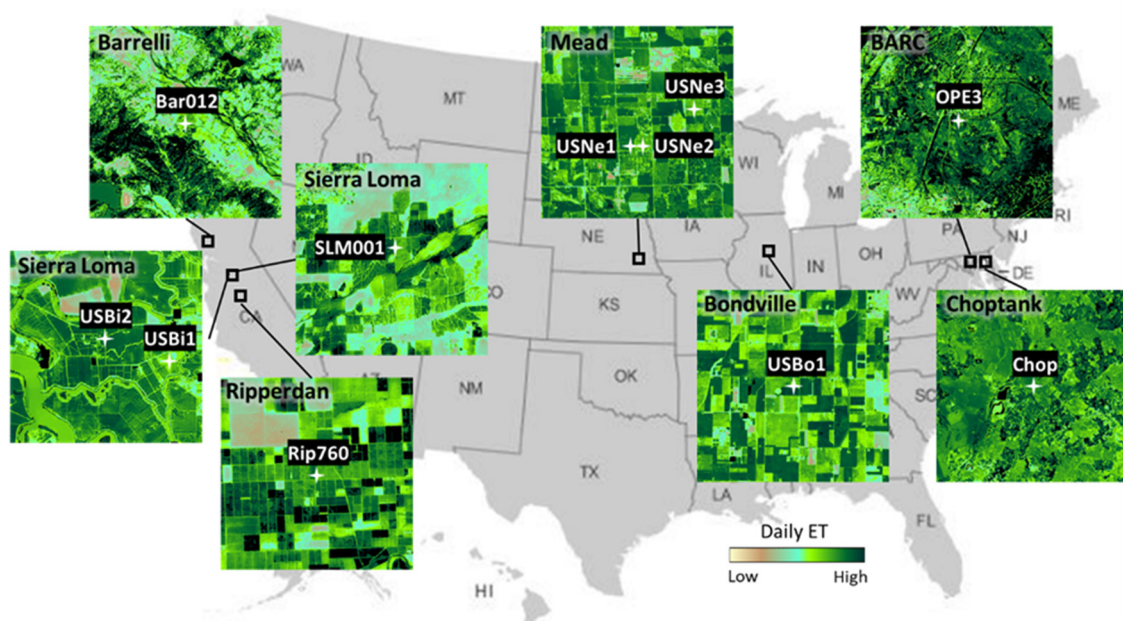 Barrelli
Bar012
Mead
USNe3
USNe1
USNe2
BARC
OPE3
Sierra Loma
SLM001
Sierra Loma
USBi2
USBi1
Ripperdan
Rip760
Bondville
USBo1
Choptank
Chop
WA
MT
ID
WI
MI
ME
RI
PA
NJ
DE
NE
IA
IL
IN
OH
WV
CA
CO
KS
OK
NM
TX
LA
SC
FL
HI
Daily ET
Low
High